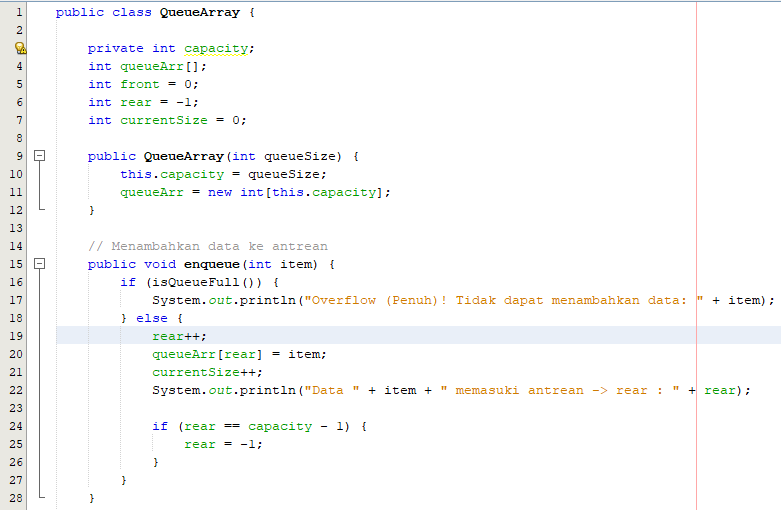 1 public class QueueArray {
2
private int capacity;
4 int queueArr[];
5 int front = 0;
6 int rear = -1;
7 int currentSize = 0;
8
9 public QueueArray(int queueSize) {
10 this.capacity = queueSize;
11 queueArr = new int[this.capacity];
12 }
13
14 // Menambahkan data ke antrean
15 public void enqueue(int item) {
16 if (isQueueFull()) {
17 System.out.println("Overflow (Penuh)! Tidak dapat menambahkan data: " + item);
18 } else {
19 rear++;
20 queueArr[rear] = item;
21 currentSize++;
22 System.out.println("Data " + item + " memasuki antrean -> rear : " + rear);
23
24 if (rear == capacity - 1) {
25 rear = -1;
26 }
27 }
28 }